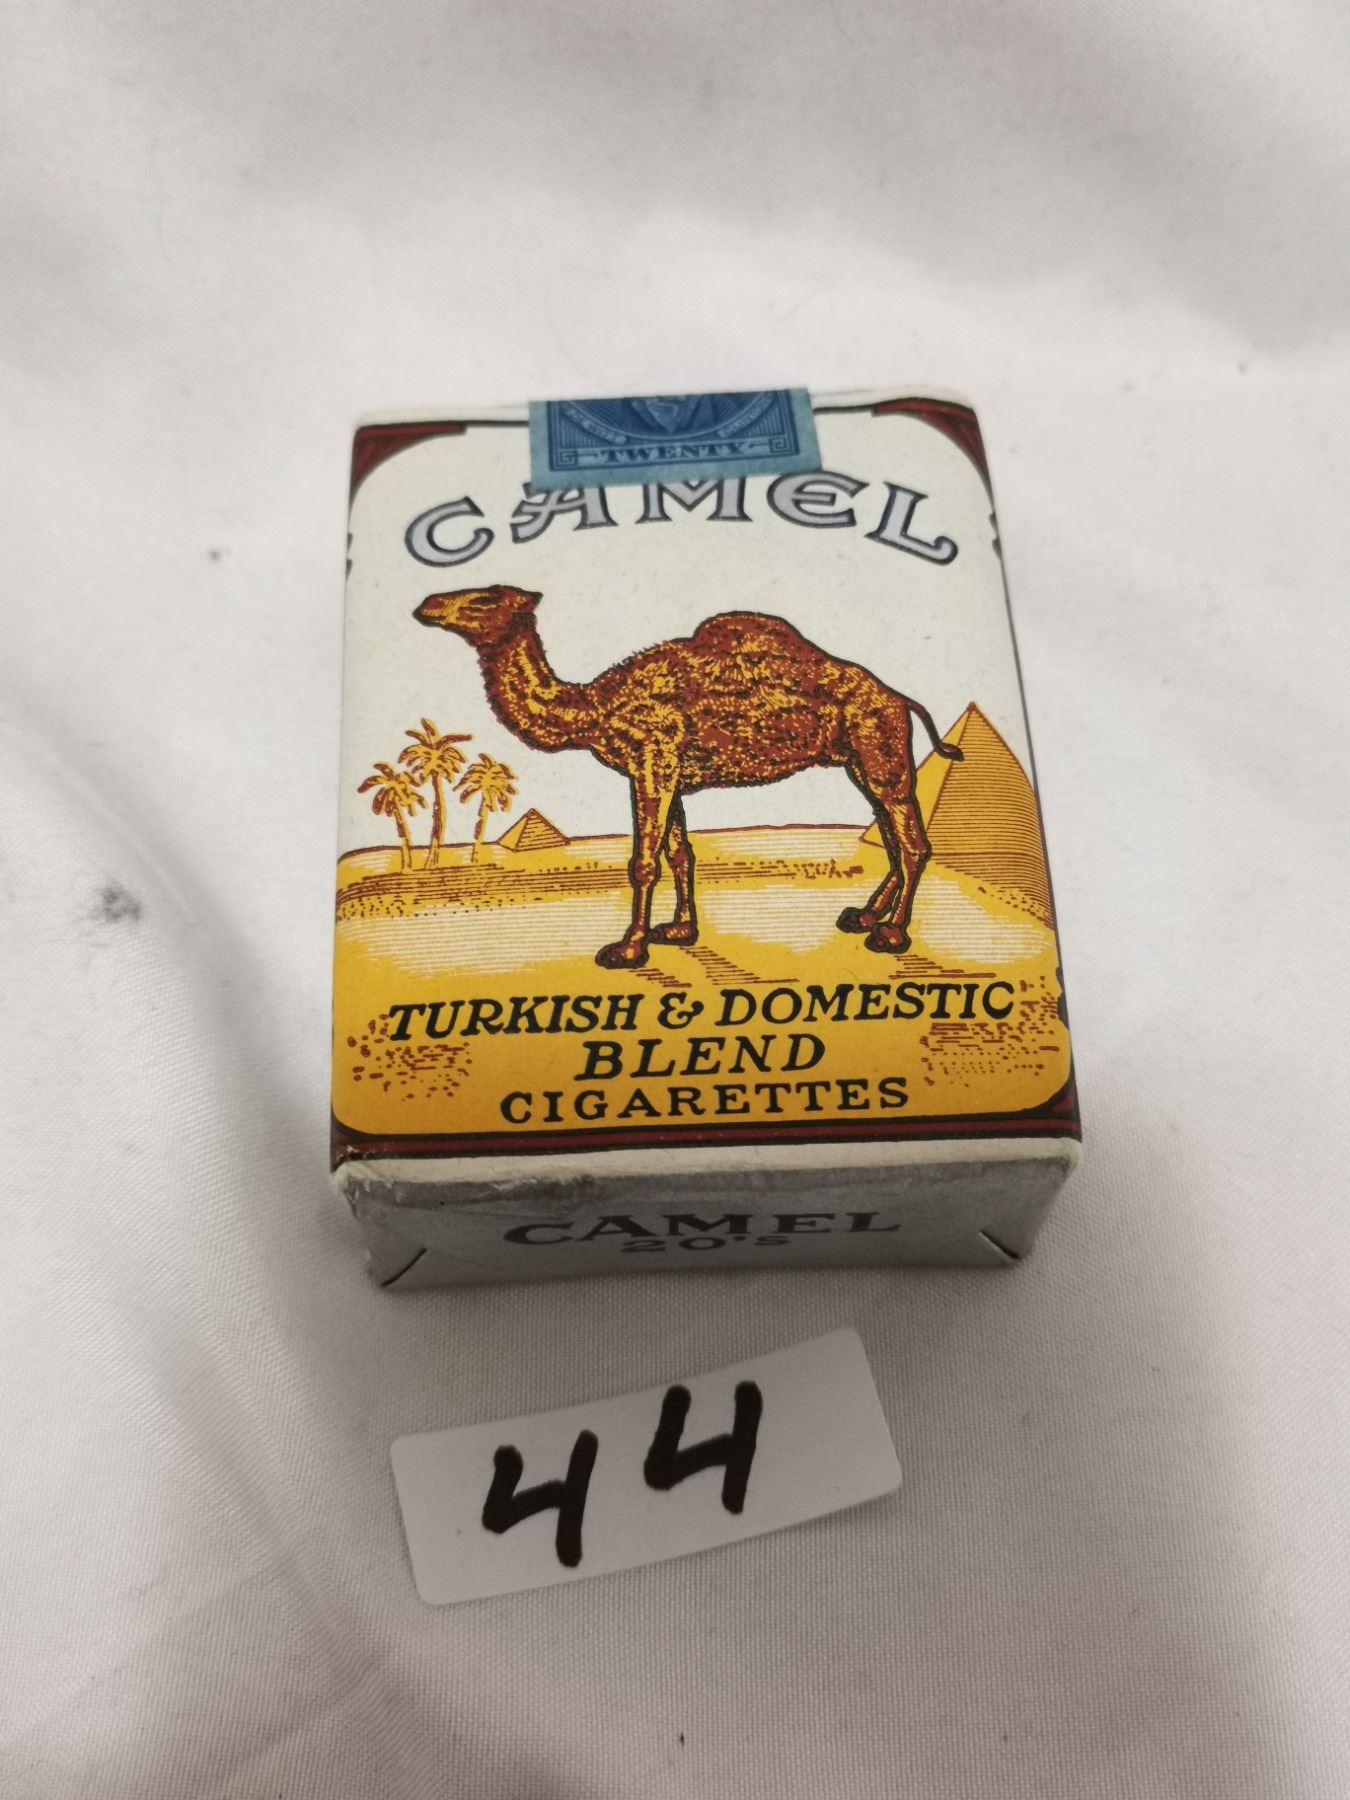 TWENTY
CAMEL
TURKISH & DOMESTIC
BLEND
CIGARETTES
CAMEL
20'S
44